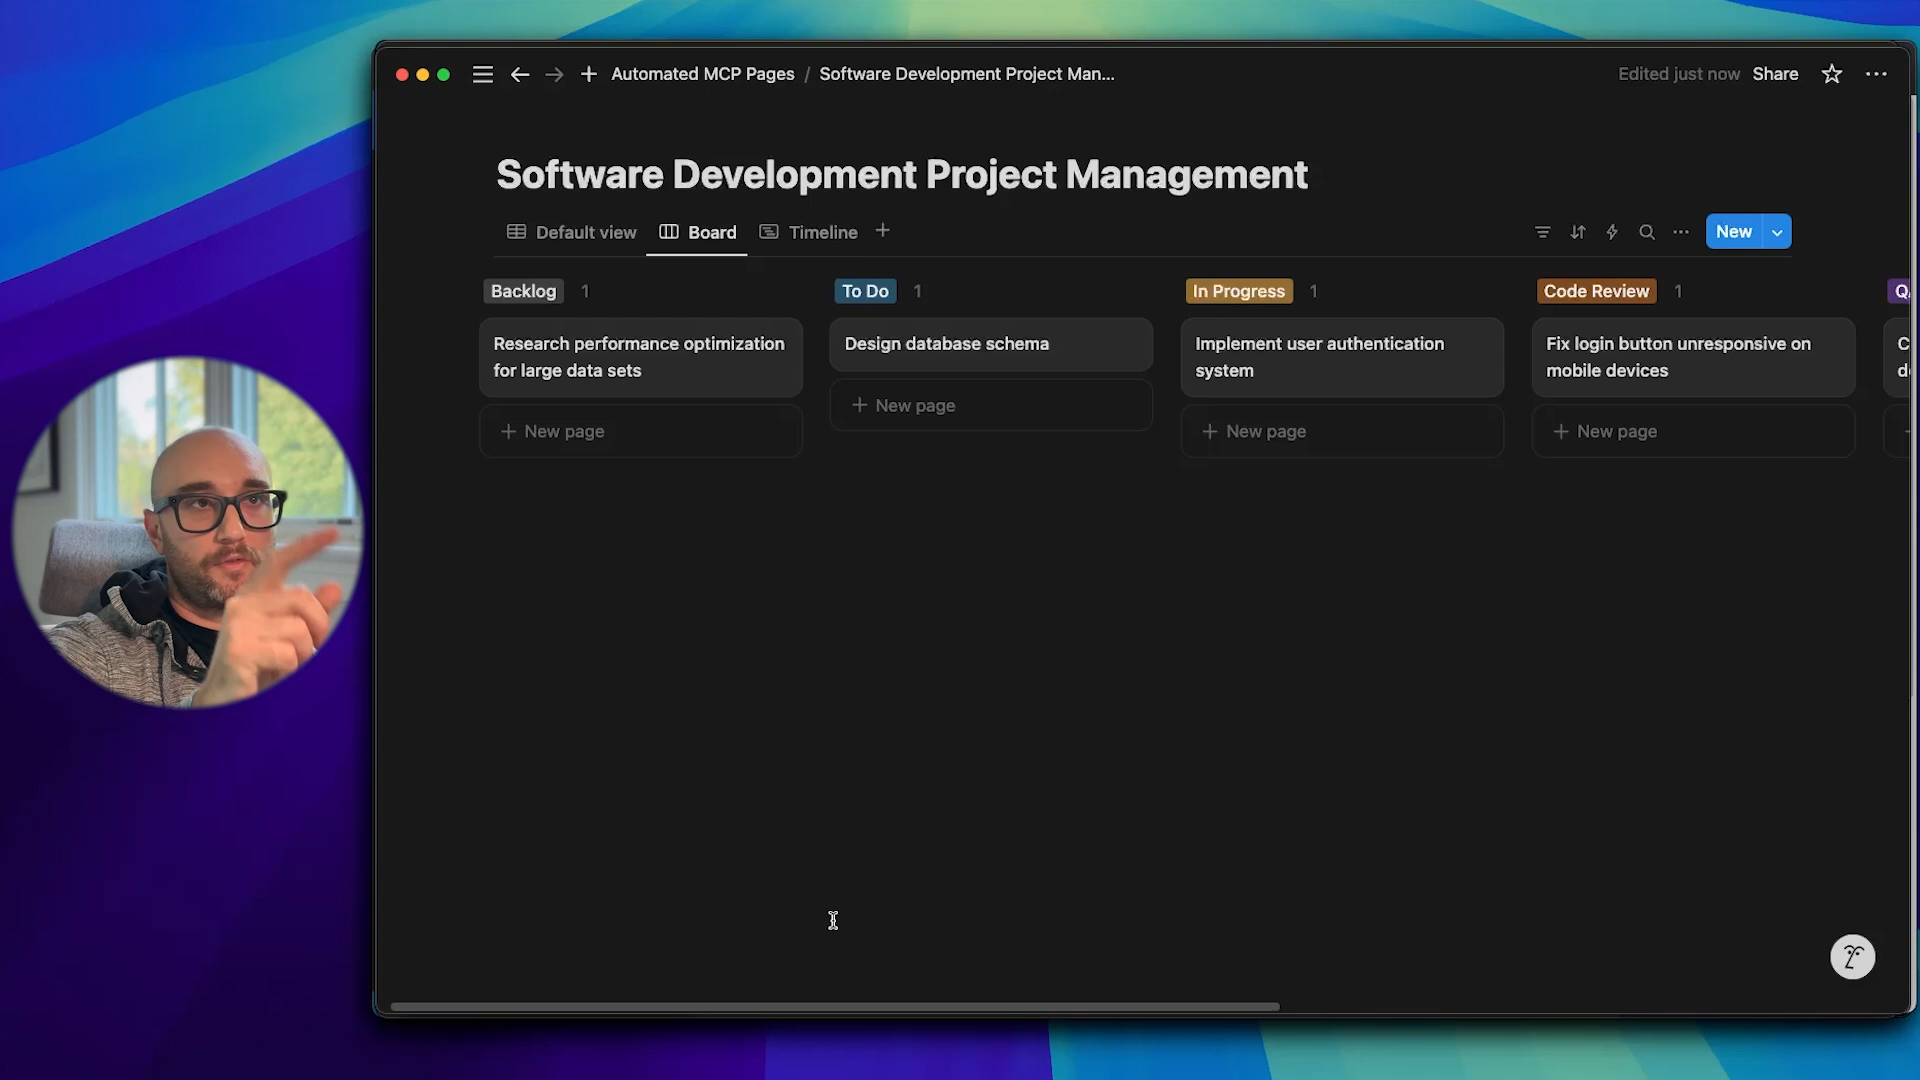 Automated MCP Pages / Software Development Project Man...
Edited just now Share
Software Development Project Management
Default view Board Timeline
New
Backlog 1
Research performance optimization
for large data sets
+ New page
To Do 1
Design database schema
+ New page
In Progress 1
Implement user authentication
system
+ New page
Code Review 1
Fix login button unresponsive on
mobile devices
+ New page